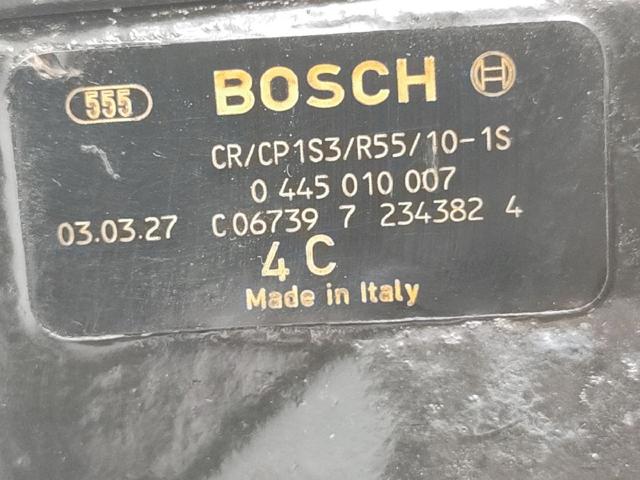 555 BOSCH
CR/CP1S3/R55/10-1S
0 445 010 007
03.03.27 C06739 7 234382 4
4 C
Made in Italy